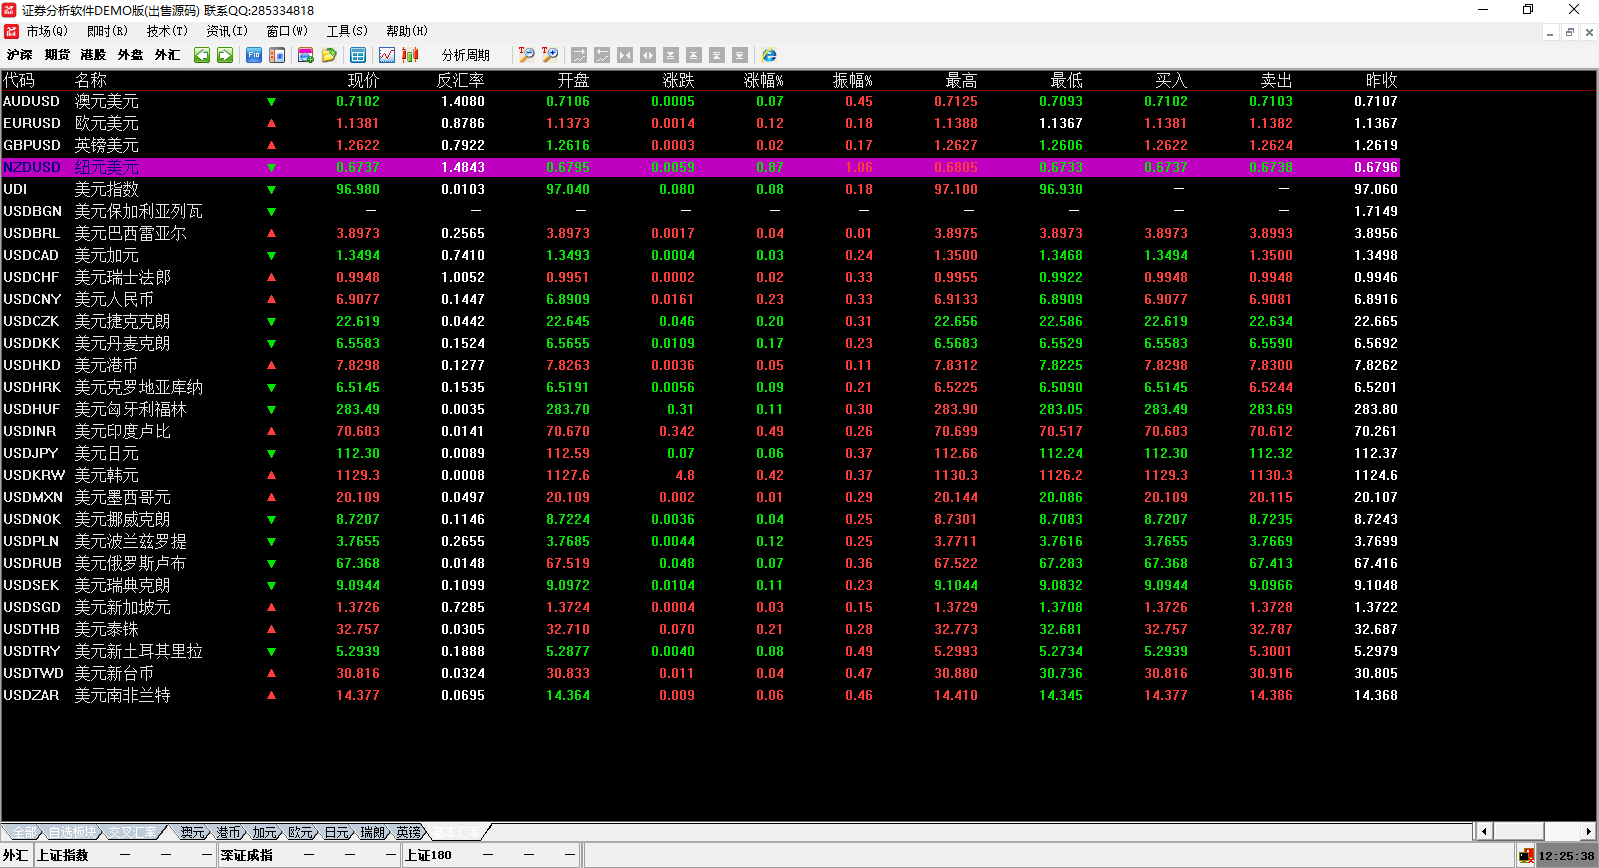 证券分析软件DEMO版(出售源码) 联系QQ:285334818
市场(Q) 即时(R) 技术(T) 资讯(I) 窗口(W) 工具(S) 帮助(H)
沪深 期货 港股 外盘 外汇 F10 分析周期
代码 名称 现价 反汇率 开盘 涨跌 涨幅% 振幅% 最高 最低 买入 卖出 昨收
AUDUSD 澳元美元 ▼ 0.7102 1.4080 0.7106 0.0005 0.07 0.45 0.7125 0.7093 0.7102 0.7103 0.7107
EURUSD 欧元美元 ▲ 1.1381 0.8786 1.1373 0.0014 0.12 0.18 1.1388 1.1367 1.1381 1.1382 1.1367
GBPUSD 英镑美元 ▲ 1.2622 0.7922 1.2616 0.0003 0.02 0.17 1.2627 1.2606 1.2622 1.2624 1.2619
NZDUSD 纽元美元 ▼ 0.6737 1.4843 0.6795 0.0059 0.87 1.06 0.6805 0.6733 0.6737 0.6738 0.6796
UDI 美元指数 ▼ 96.980 0.0103 97.040 0.080 0.08 0.18 97.100 96.930 — — 97.060
USDBGN 美元保加利亚列瓦 ▼ — — — — — — — — — — 1.7149
USDBRL 美元巴西雷亚尔 ▲ 3.8973 0.2565 3.8973 0.0017 0.04 0.01 3.8975 3.8973 3.8973 3.8993 3.8956
USDCAD 美元加元 ▼ 1.3494 0.7410 1.3493 0.0004 0.03 0.24 1.3500 1.3468 1.3494 1.3500 1.3498
USDCHF 美元瑞士法郎 ▲ 0.9948 1.0052 0.9951 0.0002 0.02 0.33 0.9955 0.9922 0.9948 0.9948 0.9946
USDCNY 美元人民币 ▲ 6.9077 0.1447 6.8909 0.0161 0.23 0.33 6.9133 6.8909 6.9077 6.9081 6.8916
USDCZK 美元捷克克朗 ▼ 22.619 0.0442 22.645 0.046 0.20 0.31 22.656 22.586 22.619 22.634 22.665
USDDKK 美元丹麦克朗 ▼ 6.5583 0.1524 6.5655 0.0109 0.17 0.23 6.5683 6.5529 6.5583 6.5590 6.5692
USDHKD 美元港币 ▲ 7.8298 0.1277 7.8263 0.0036 0.05 0.11 7.8312 7.8225 7.8298 7.8300 7.8262
USDHRK 美元克罗地亚库纳 ▼ 6.5145 0.1535 6.5191 0.0056 0.09 0.21 6.5225 6.5090 6.5145 6.5244 6.5201
USDHUF 美元匈牙利福林 ▼ 283.49 0.0035 283.70 0.31 0.11 0.30 283.90 283.05 283.49 283.69 283.80
USDINR 美元印度卢比 ▲ 70.603 0.0141 70.670 0.342 0.49 0.26 70.699 70.517 70.603 70.612 70.261
USDJPY 美元日元 ▼ 112.30 0.0089 112.59 0.07 0.06 0.37 112.66 112.24 112.30 112.32 112.37
USDKRW 美元韩元 ▲ 1129.3 0.0008 1127.6 4.8 0.42 0.37 1130.3 1126.2 1129.3 1130.3 1124.6
USDMXN 美元墨西哥元 ▲ 20.109 0.0497 20.109 0.002 0.01 0.29 20.144 20.086 20.109 20.115 20.107
USDNOK 美元挪威克朗 ▼ 8.7207 0.1146 8.7224 0.0036 0.04 0.25 8.7301 8.7083 8.7207 8.7235 8.7243
USDPLN 美元波兰兹罗提 ▼ 3.7655 0.2655 3.7685 0.0044 0.12 0.25 3.7711 3.7616 3.7655 3.7669 3.7699
USDRUB 美元俄罗斯卢布 ▼ 67.368 0.0148 67.519 0.048 0.07 0.36 67.522 67.283 67.368 67.413 67.416
USDSEK 美元瑞典克朗 ▼ 9.0944 0.1099 9.0972 0.0104 0.11 0.23 9.1044 9.0832 9.0944 9.0966 9.1048
USDSGD 美元新加坡元 ▲ 1.3726 0.7285 1.3724 0.0004 0.03 0.15 1.3729 1.3708 1.3726 1.3728 1.3722
USDTHB 美元泰铢 ▲ 32.757 0.0305 32.710 0.070 0.21 0.28 32.773 32.681 32.757 32.787 32.687
USDTRY 美元新土耳其里拉 ▼ 5.2939 0.1888 5.2877 0.0040 0.08 0.49 5.2993 5.2734 5.2939 5.3001 5.2979
USDTWD 美元新台币 ▲ 30.816 0.0324 30.833 0.011 0.04 0.47 30.880 30.736 30.816 30.916 30.805
USDZAR 美元南非兰特 ▲ 14.377 0.0695 14.364 0.009 0.06 0.46 14.410 14.345 14.377 14.386 14.368
全部 自选板块 交叉汇率 澳元 港币 加元 欧元 日元 瑞朗 英镑 基本汇率
外汇 上证指数 — — — 深证成指 — — — 上证180 — — — 12:25:38